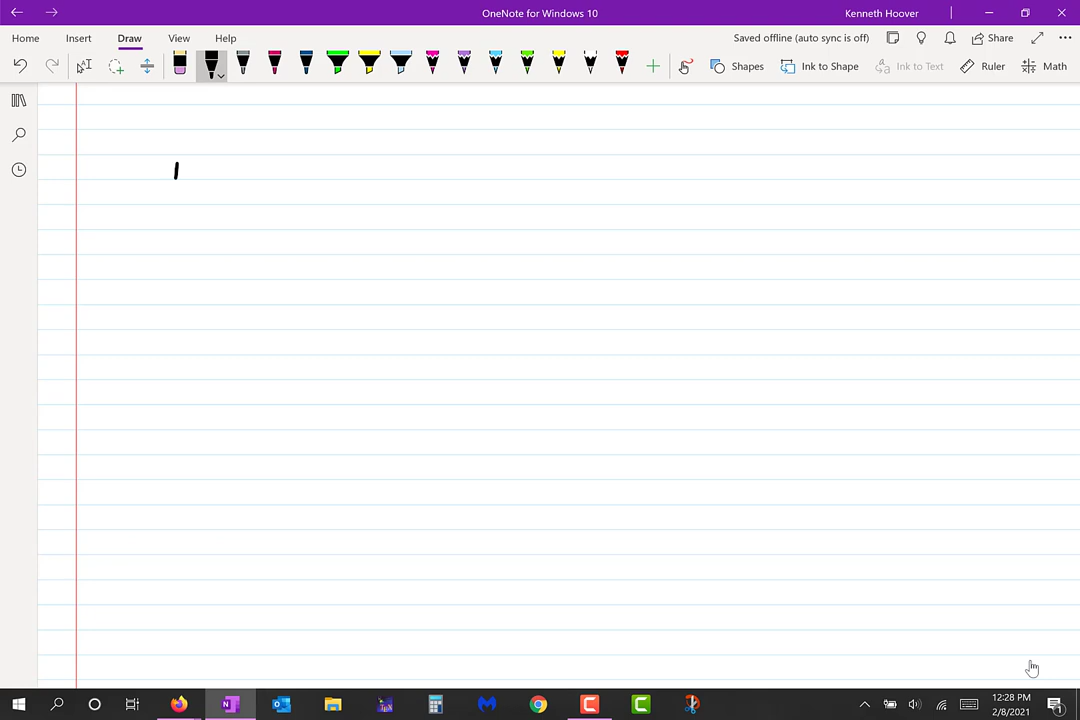 OneNote for Windows 10
Kenneth Hoover
Home
Insert
Draw
View
Help
Saved offline (auto sync is off)
Share
Shapes
Ink to Shape
Ink to Text
Ruler
Math
12:28 PM
2/8/2021